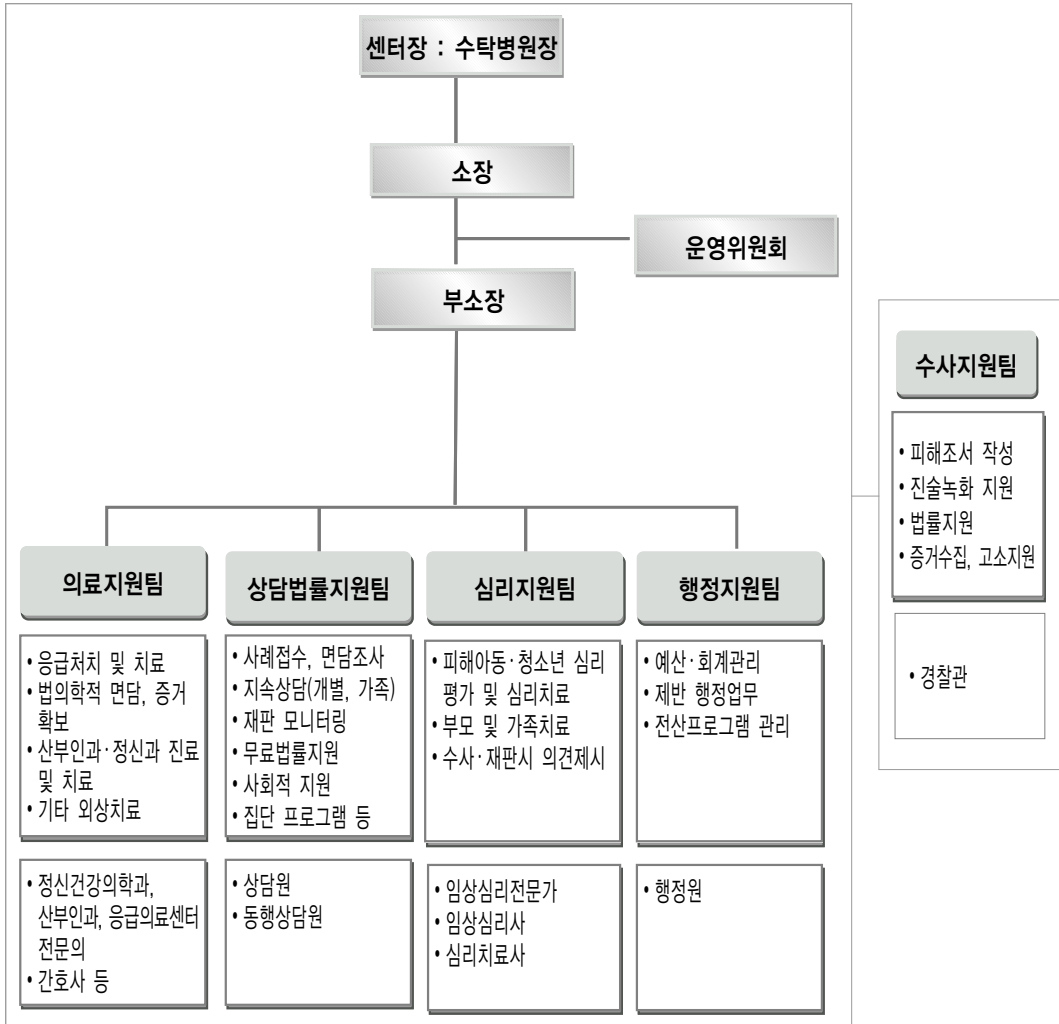 센터장 : 수탁병원장
소장
운영위원회
부소장
의료지원팀
• 응급처치 및 치료
• 법의학적 면담, 증거
확보
• 산부인과·정신과 진료
및 치료
• 기타 외상치료
• 정신건강의학과,
산부인과, 응급의료센터
전문의
• 간호사 등
상담법률지원팀
• 사례접수, 면담조사
• 지속상담(개별, 가족)
• 재판 모니터링
• 무료법률지원
• 사회적 지원
• 집단 프로그램 등
• 상담원
• 동행상담원
심리지원팀
• 피해아동·청소년 심리
평가 및 심리치료
• 부모 및 가족치료
• 수사·재판시 의견제시
• 임상심리전문가
• 임상심리사
• 심리치료사
행정지원팀
• 예산·회계관리
• 제반 행정업무
• 전산프로그램 관리
• 행정원
수사지원팀
• 피해조서 작성
• 진술녹화 지원
• 법률지원
• 증거수집, 고소지원
• 경찰관